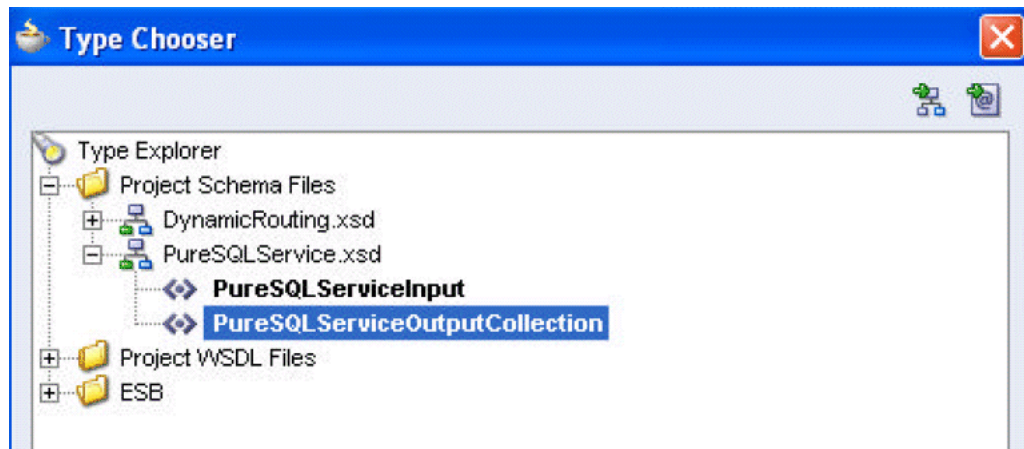 Type Chooser
Type Explorer
Project Schema Files
DynamicRouting.xsd
PureSQLService.xsd
PureSQLServiceInput
PureSQLServiceOutputCollection
Project WSDL Files
ESB